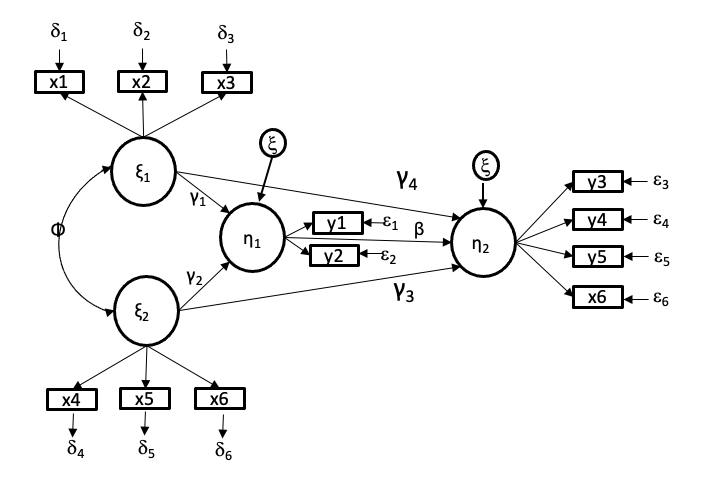 δ1 δ2 δ3
x1 x2 x3
ξ
ξ
ξ1
γ4
y3 ε3
γ1
Φ
y1 ε1
y4 ε4
β
η1
η2
y2 ε2
y5 ε5
γ2
γ3
x6 ε6
ξ2
x4 x5 x6
δ4 δ5 δ6